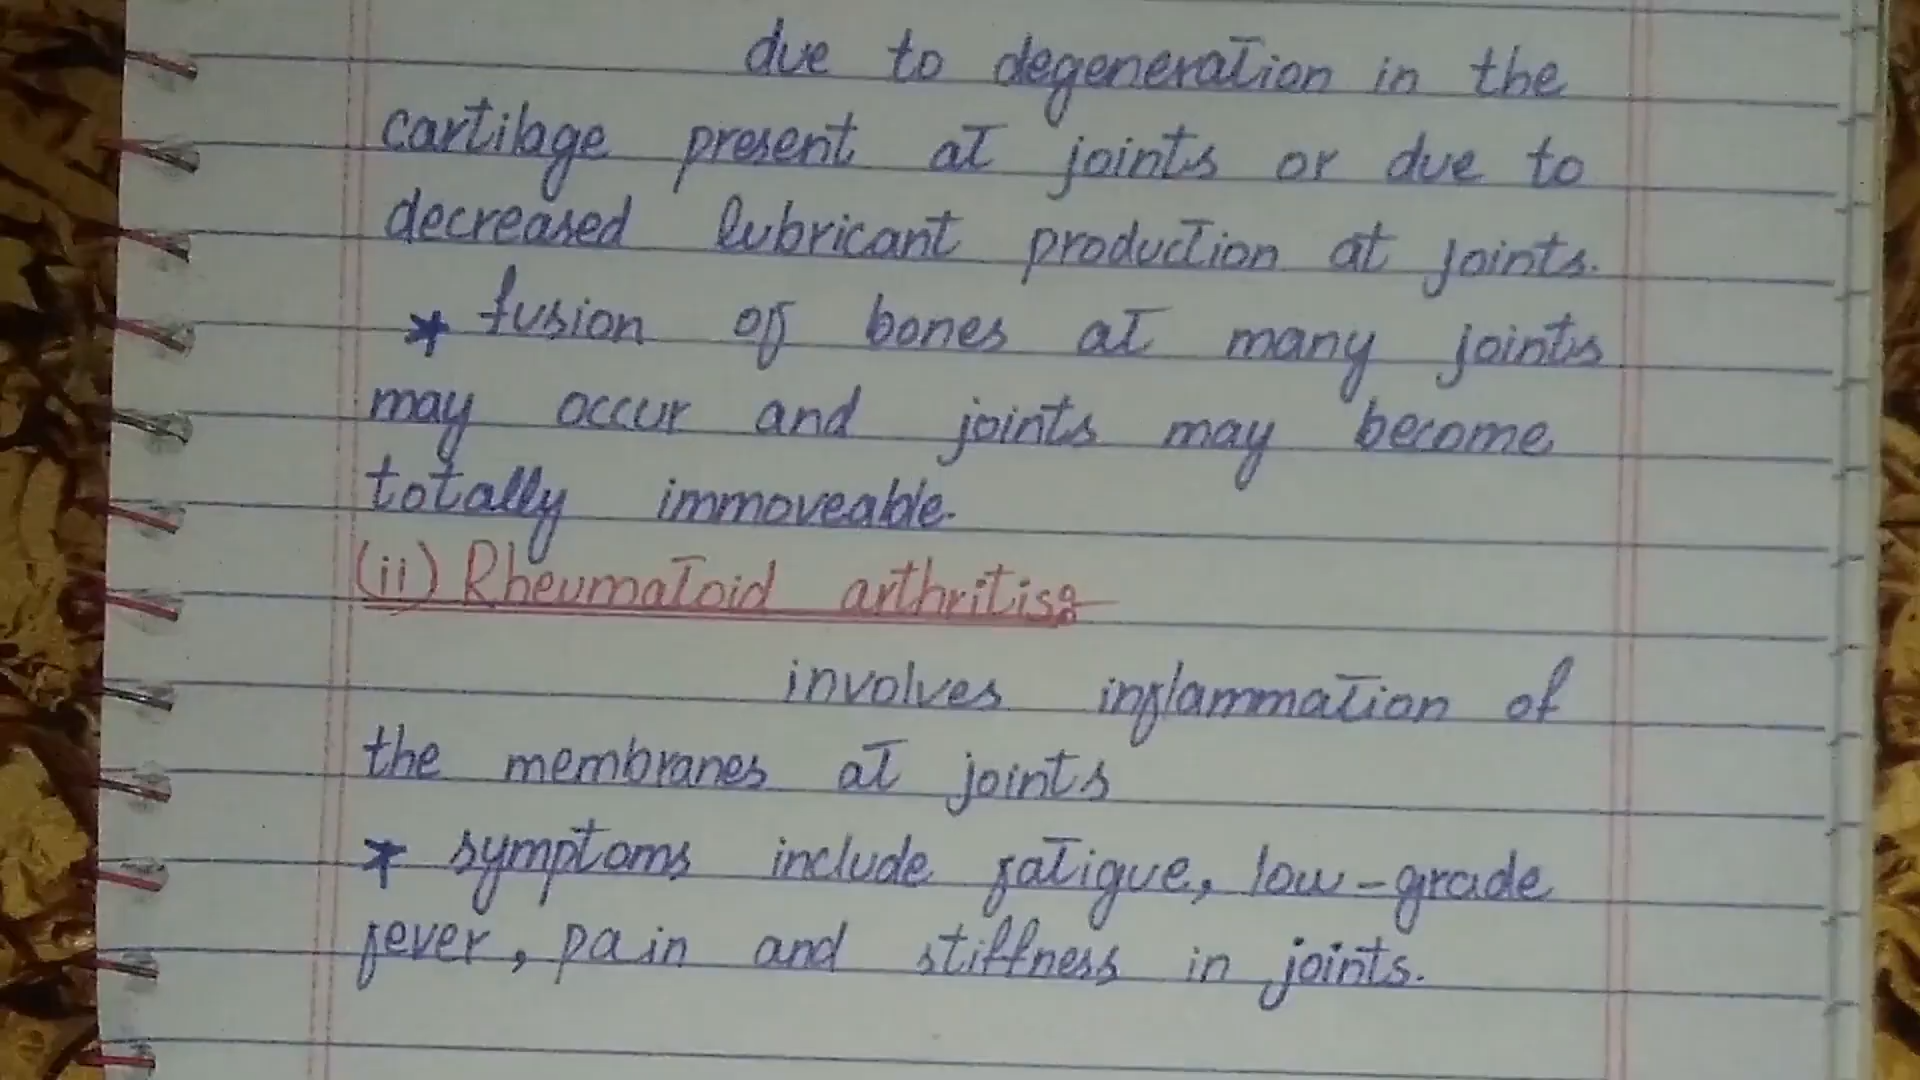 due to degeneration in the
cartilage present at joints or due to
decreased lubricant production at joints.
* fusion of bones at many joints
may occur and joints may become
totally immoveable.
(ii) Rheumatoid arthritis:
involves inflammation of
the membranes at joints
* symptoms include fatigue, low-grade
fever, pain and stiffness in joints.